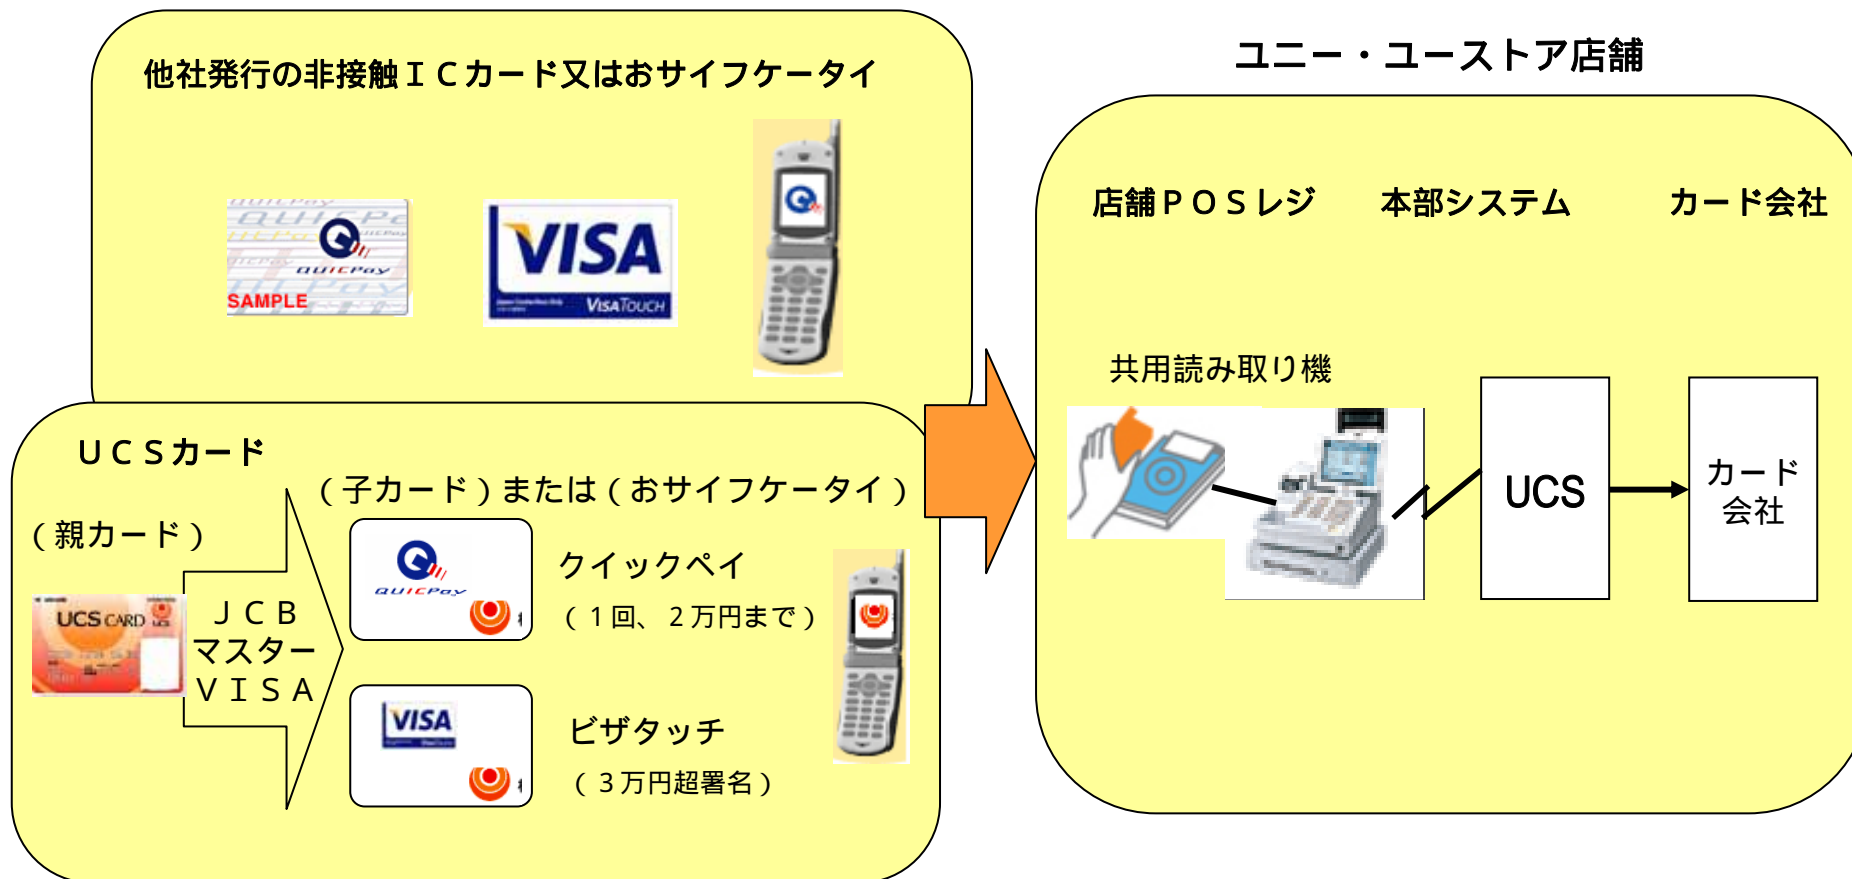 他社発行の非接触ＩＣカード又はおサイフケータイ
QUICPay
SAMPLE
VISA
VISATOUCH
ＵＣＳカード
（子カード）または（おサイフケータイ）
（親カード）
UCS CARD
UCS
ＪＣＢ
マスター
ＶＩＳＡ
QUICPay
クイックペイ
（１回、２万円まで）
VISA
ビザタッチ
（３万円超署名）
ユニー・ユーストア店舗
店舗ＰＯＳレジ
本部システム
カード会社
共用読み取り機
UCS
カード
会社